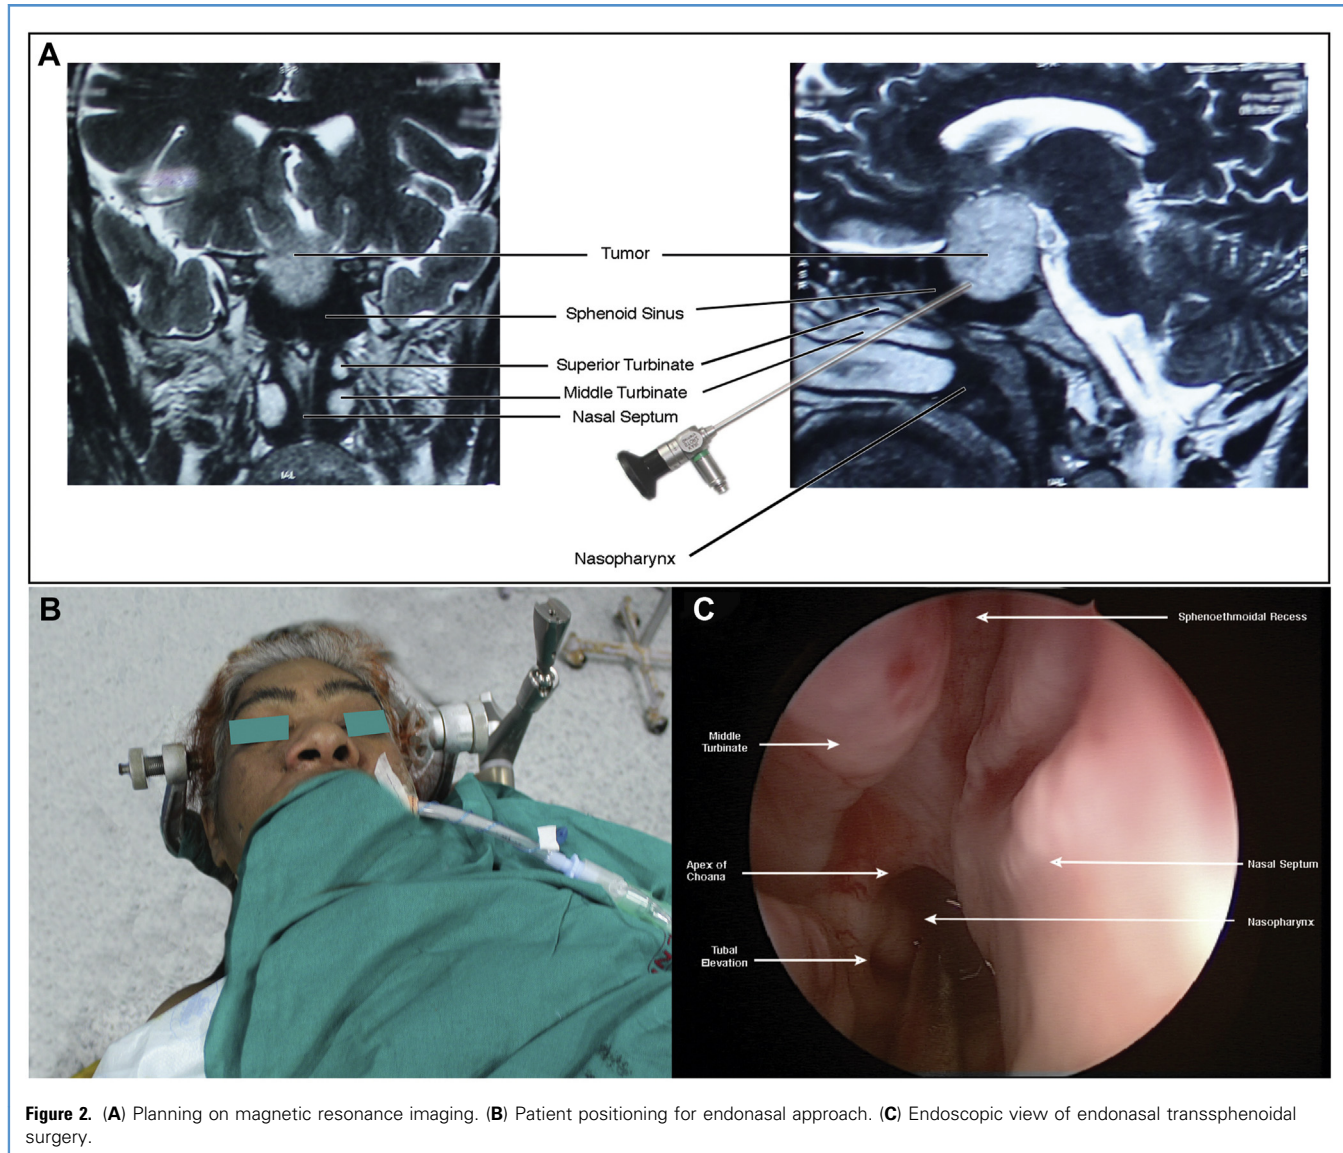 A
Tumor
Sphenoid Sinus
Superior Turbinate
Middle Turbinate
Nasal Septum
Nasopharynx
B
C
Sphenoethmoidal Recess
Middle
Turbinate
Apex of
Choana
Nasal Septum
Nasopharynx
Tubal
Elevation
Figure 2. (A) Planning on magnetic resonance imaging. (B) Patient positioning for endonasal approach. (C) Endoscopic view of endonasal transsphenoidal
surgery.